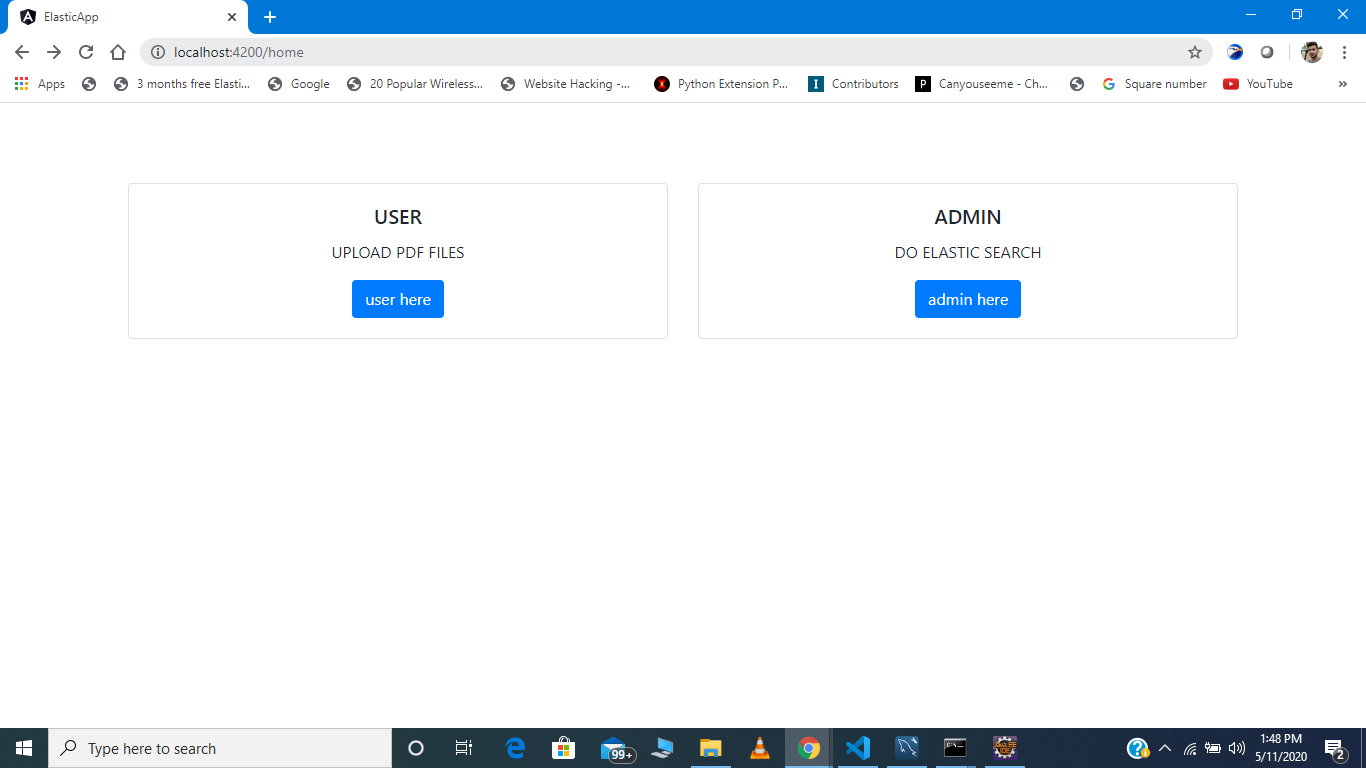 ElasticApp
localhost:4200/home
Apps 3 months free Elasti... Google 20 Popular Wireless... Website Hacking -... Python Extension P... I Contributors P Canyouseeme - Ch... G Square number YouTube »
USER
UPLOAD PDF FILES
user here
ADMIN
DO ELASTIC SEARCH
admin here
Type here to search
99+
1:48 PM
5/11/2020
2